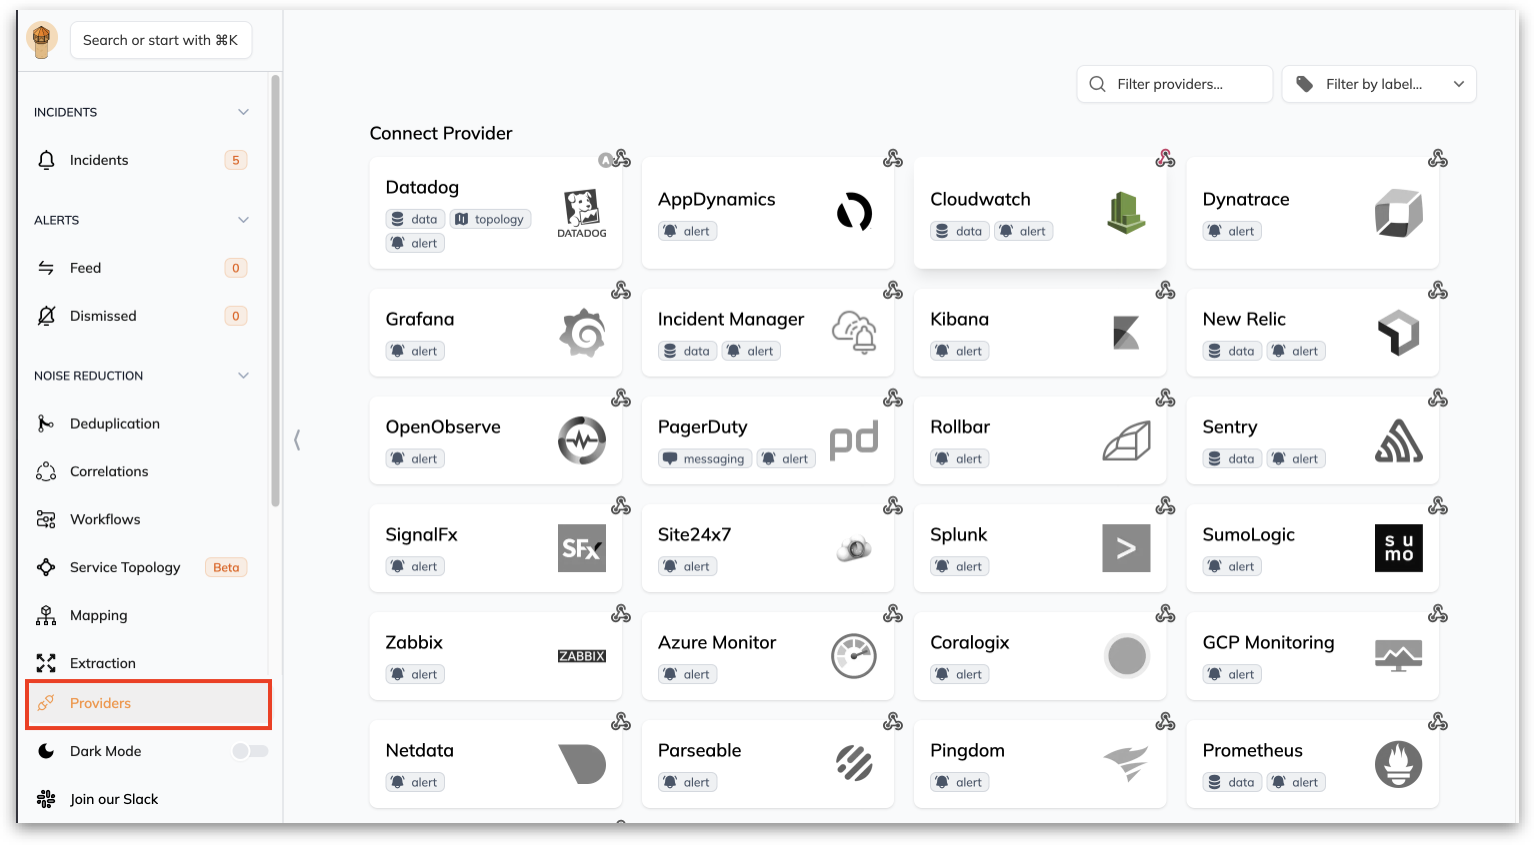 Search or start with ⌘K
INCIDENTS
Incidents
5
ALERTS
Feed
0
Dismissed
0
NOISE REDUCTION
Deduplication
Correlations
Workflows
Service Topology
Beta
Mapping
Extraction
Providers
Dark Mode
Join our Slack
Filter providers...
Filter by label...
Connect Provider
A
Datadog
data
topology
alert
DATADOG
AppDynamics
alert
Cloudwatch
data
alert
Dynatrace
alert
Grafana
alert
Incident Manager
data
alert
Kibana
alert
New Relic
data
alert
OpenObserve
alert
PagerDuty
messaging
alert
pd
Rollbar
alert
Sentry
data
alert
SignalFx
alert
SFx
Site24x7
alert
Splunk
alert
>
SumoLogic
alert
su
mo
Zabbix
alert
ZABBIX
Azure Monitor
alert
Coralogix
alert
GCP Monitoring
alert
Netdata
alert
Parseable
alert
Pingdom
alert
Prometheus
data
alert